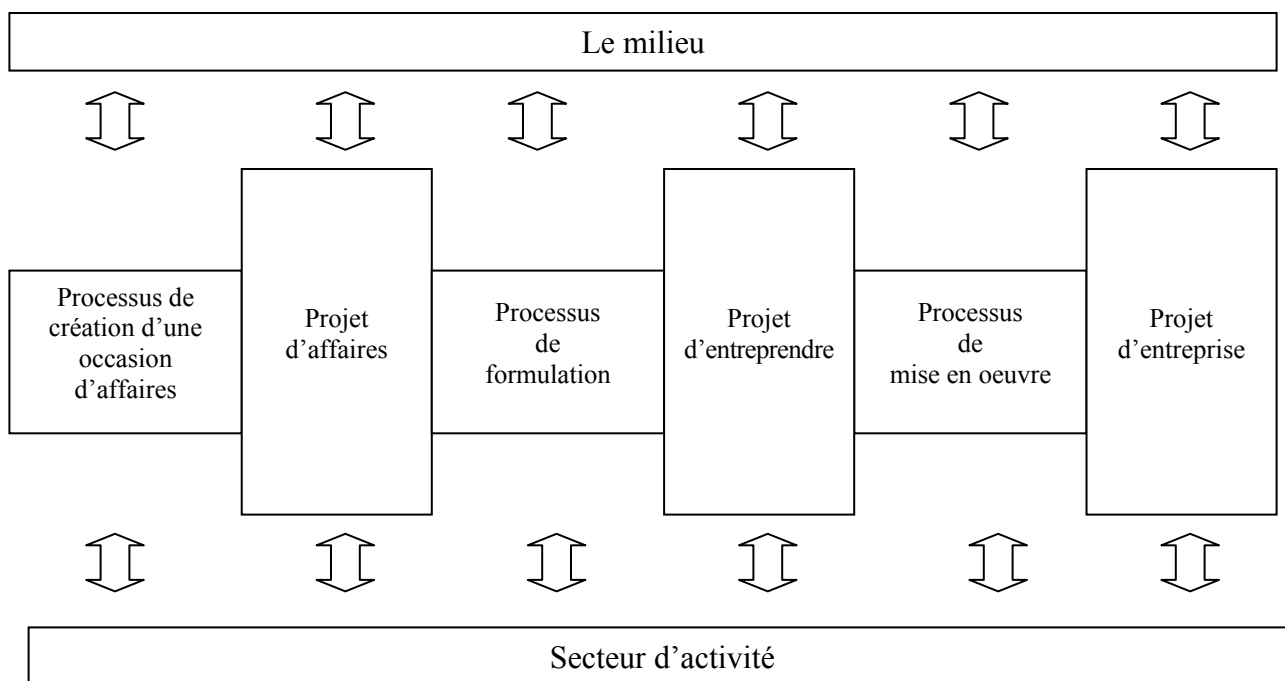 Le milieu
Processus de
création d’une
occasion
d’affaires
Projet
d’affaires
Processus
de
formulation
Projet
d’entreprendre
Processus
de
mise en oeuvre
Projet
d’entreprise
Secteur d’activité